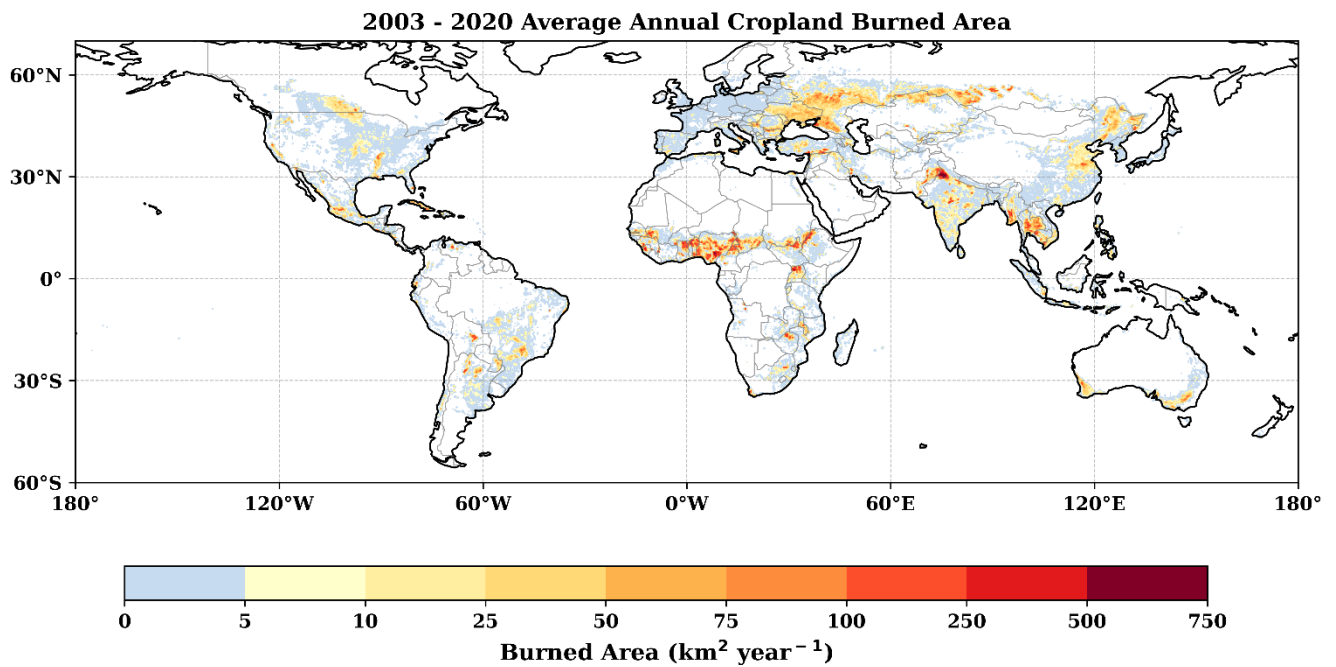 2003 - 2020 Average Annual Cropland Burned Area
60°N
30°N
0°
30°S
60°S
180° 120°W 60°W 0°W 60°E 120°E 180°
0 5 10 25 50 75 100 250 500 750
Burned Area (km² year⁻¹)